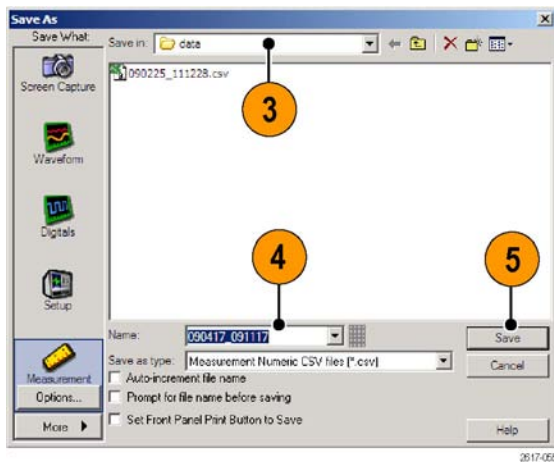 Save As
Save What:
Save in: data
090225_111228.csv
Screen Capture
3
Waveform
Digitals
4
5
Setup
Name: 090417_091117
Save
Save as type: Measurement Numeric CSV files (*.csv)
Cancel
Measurement
Auto-increment file name
Options...
Prompt for file name before saving
Set Front Panel Print Button to Save
More
Help